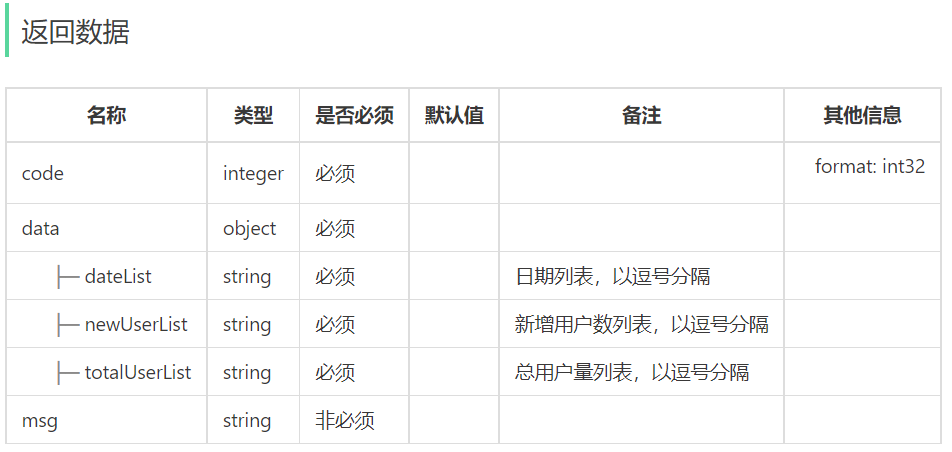 返回数据
名称 类型 是否必须 默认值 备注 其他信息
code integer 必须 format: int32
data object 必须
├─ dateList string 必须 日期列表，以逗号分隔
├─ newUserList string 必须 新增用户数列表，以逗号分隔
├─ totalUserList string 必须 总用户量列表，以逗号分隔
msg string 非必须